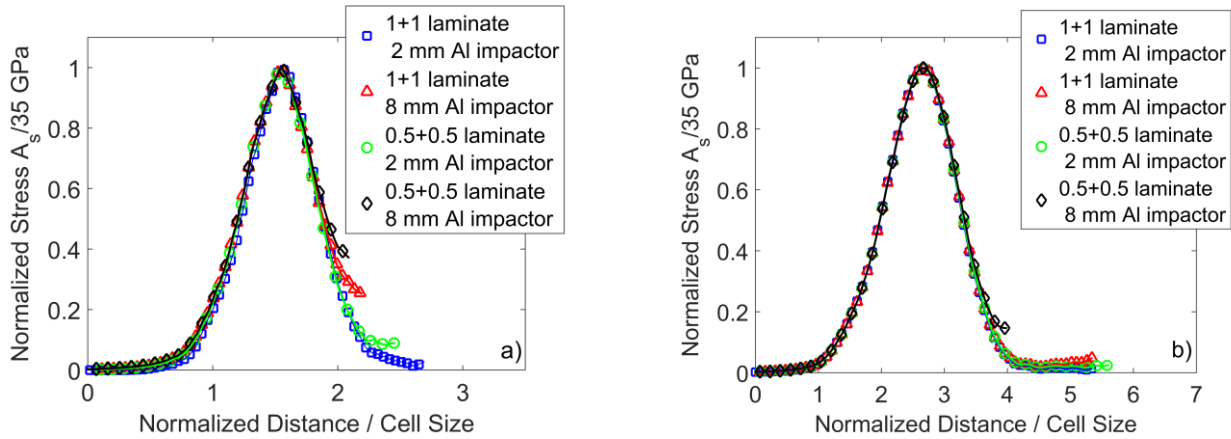 1+1 laminate
2 mm Al impactor
1+1 laminate
8 mm Al impactor
0.5+0.5 laminate
2 mm Al impactor
0.5+0.5 laminate
8 mm Al impactor
Normalized Stress A_s/35 GPa
1
0.8
0.6
0.4
0.2
0
a)
0
1
2
3
Normalized Distance / Cell Size
1+1 laminate
2 mm Al impactor
1+1 laminate
8 mm Al impactor
0.5+0.5 laminate
2 mm Al impactor
0.5+0.5 laminate
8 mm Al impactor
Normalized Stress A_s/35 GPa
1
0.8
0.6
0.4
0.2
0
b)
0
1
2
3
4
5
6
7
Normalized Distance / Cell Size